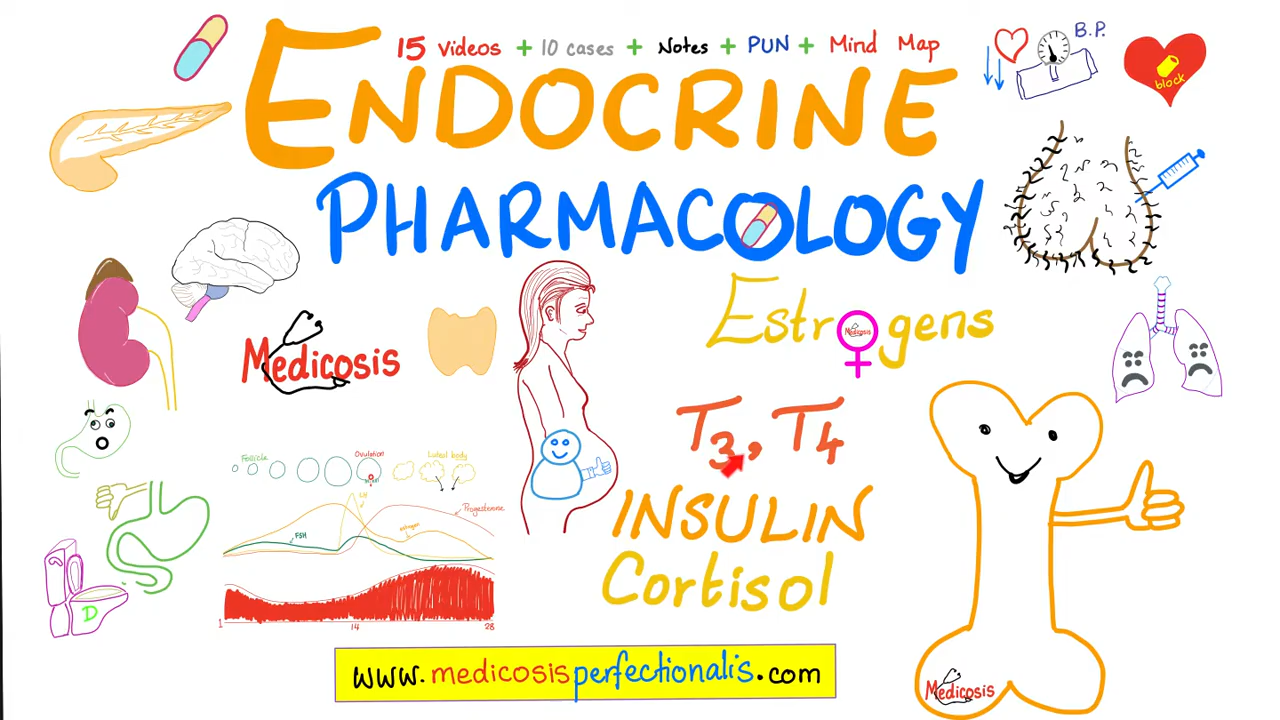 15 Videos + 10 cases + Notes + PUN + Mind Map
B.P.
block
ENDOCRINE
PHARMACOLOGY
Estrogens
Medicosis
Medicosis
T3, T4
Follicle
Ovulation
Luteal body
LH
Progesterone
estrogen
FSH
INSULIN
Cortisol
D
1 14 28
www.medicosisperfectionalis.com
Medicosis